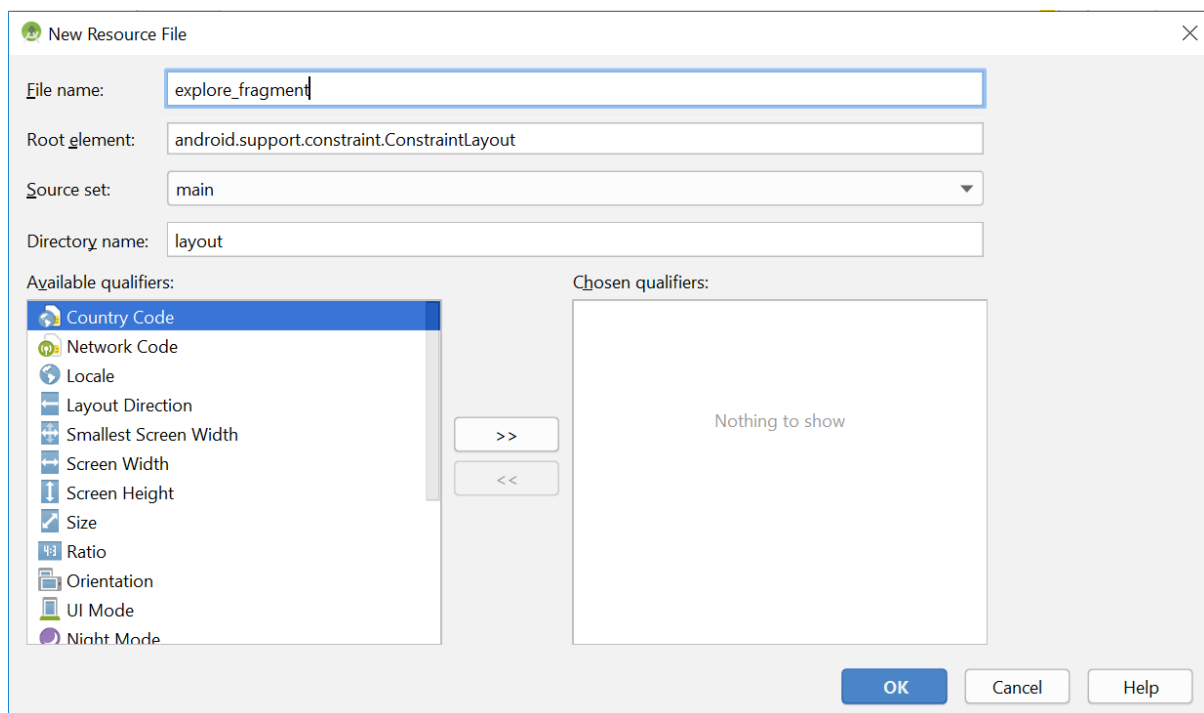 New Resource File
File name: explore_fragment
Root element: android.support.constraint.ConstraintLayout
Source set: main
Directory name: layout
Available qualifiers:
Country Code
Network Code
Locale
Layout Direction
Smallest Screen Width
Screen Width
Screen Height
Size
4:3 Ratio
Orientation
UI Mode
Night Mode
>>
<<
Chosen qualifiers:
Nothing to show
OK Cancel Help